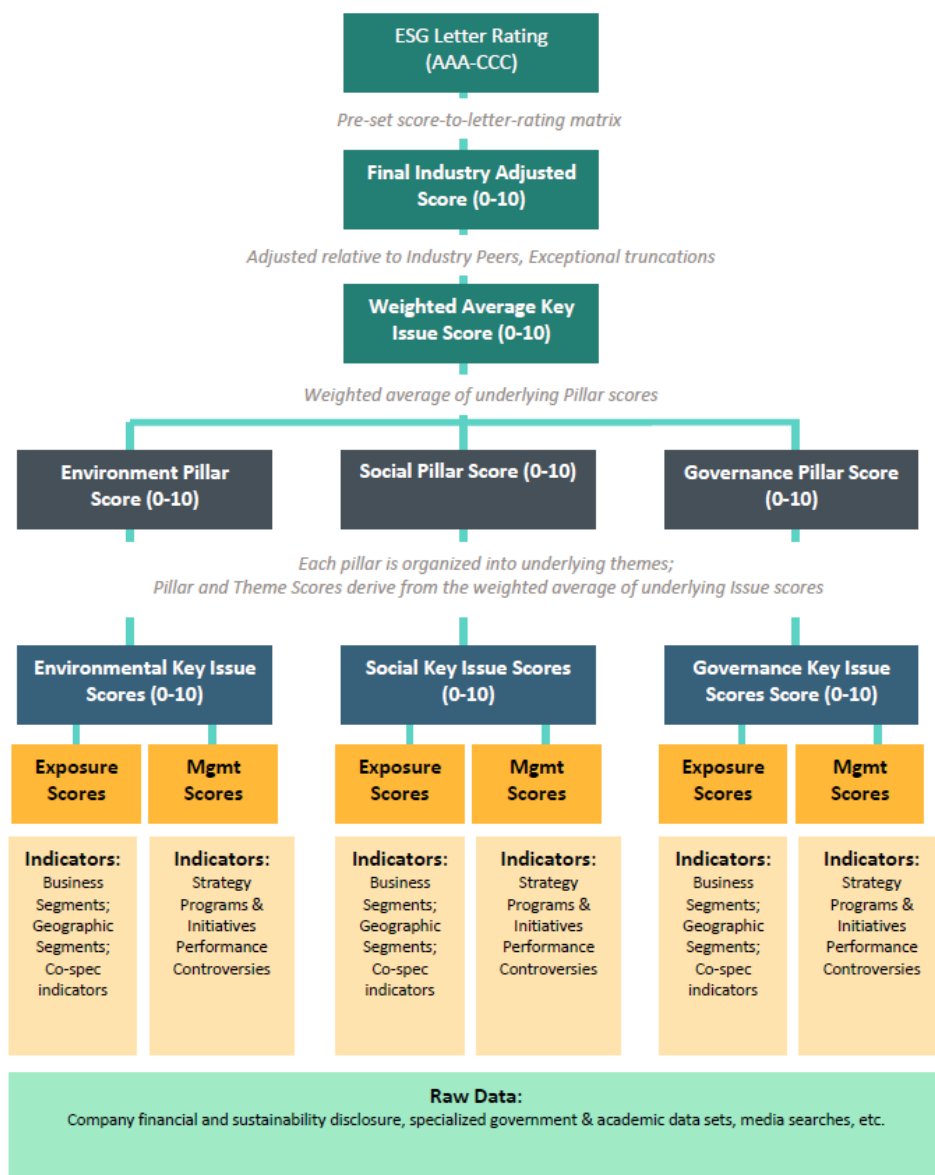 ESG Letter Rating
(AAA-CCC)
Pre-set score-to-letter-rating matrix
Final Industry Adjusted
Score (0-10)
Adjusted relative to Industry Peers, Exceptional truncations
Weighted Average Key
Issue Score (0-10)
Weighted average of underlying Pillar scores
Environment Pillar
Score (0-10)
Social Pillar Score (0-10)
Governance Pillar Score
(0-10)
Each pillar is organized into underlying themes;
Pillar and Theme Scores derive from the weighted average of underlying Issue scores
Environmental Key Issue
Scores (0-10)
Social Key Issue Scores
(0-10)
Governance Key Issue
Scores Score (0-10)
Exposure
Scores
Mgmt
Scores
Exposure
Scores
Mgmt
Scores
Exposure
Scores
Mgmt
Scores
Indicators:
Business
Segments;
Geographic
Segments;
Co-spec
indicators
Indicators:
Strategy
Programs &
Initiatives
Performance
Controversies
Indicators:
Business
Segments;
Geographic
Segments;
Co-spec
indicators
Indicators:
Strategy
Programs &
Initiatives
Performance
Controversies
Indicators:
Business
Segments;
Geographic
Segments;
Co-spec
indicators
Indicators:
Strategy
Programs &
Initiatives
Performance
Controversies
Raw Data:
Company financial and sustainability disclosure, specialized government & academic data sets, media searches, etc.